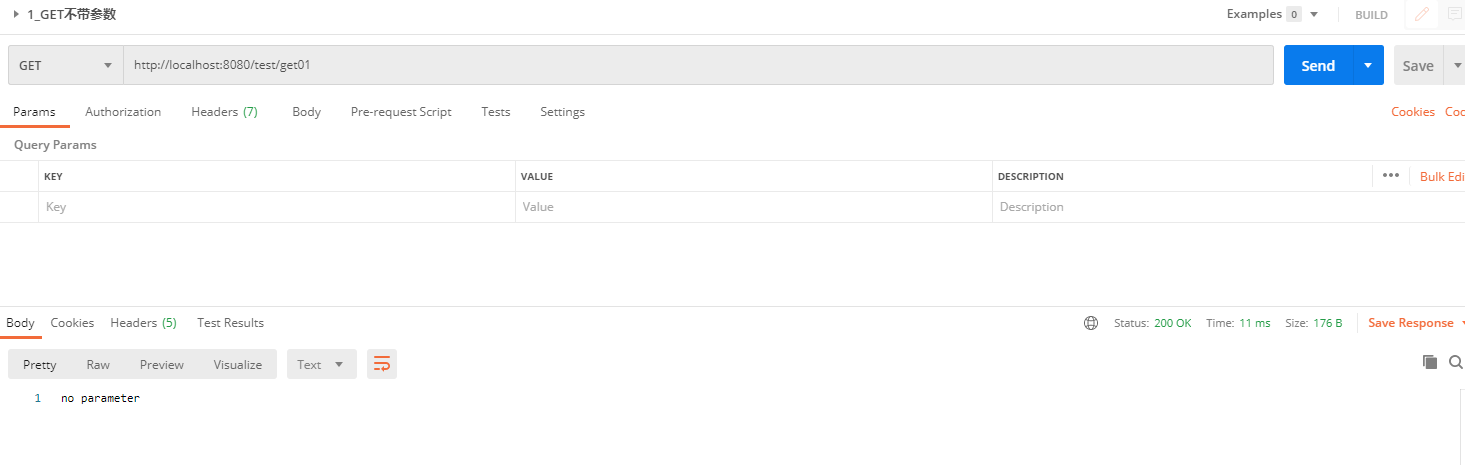 1_GET不带参数 Examples 0 BUILD
GET http://localhost:8080/test/get01 Send Save
Params Authorization Headers (7) Body Pre-request Script Tests Settings Cookies Cod
Query Params
KEY VALUE DESCRIPTION ••• Bulk Edi
Key Value Description
Body Cookies Headers (5) Test Results Status: 200 OK Time: 11 ms Size: 176 B Save Response
Pretty Raw Preview Visualize Text
1 no parameter